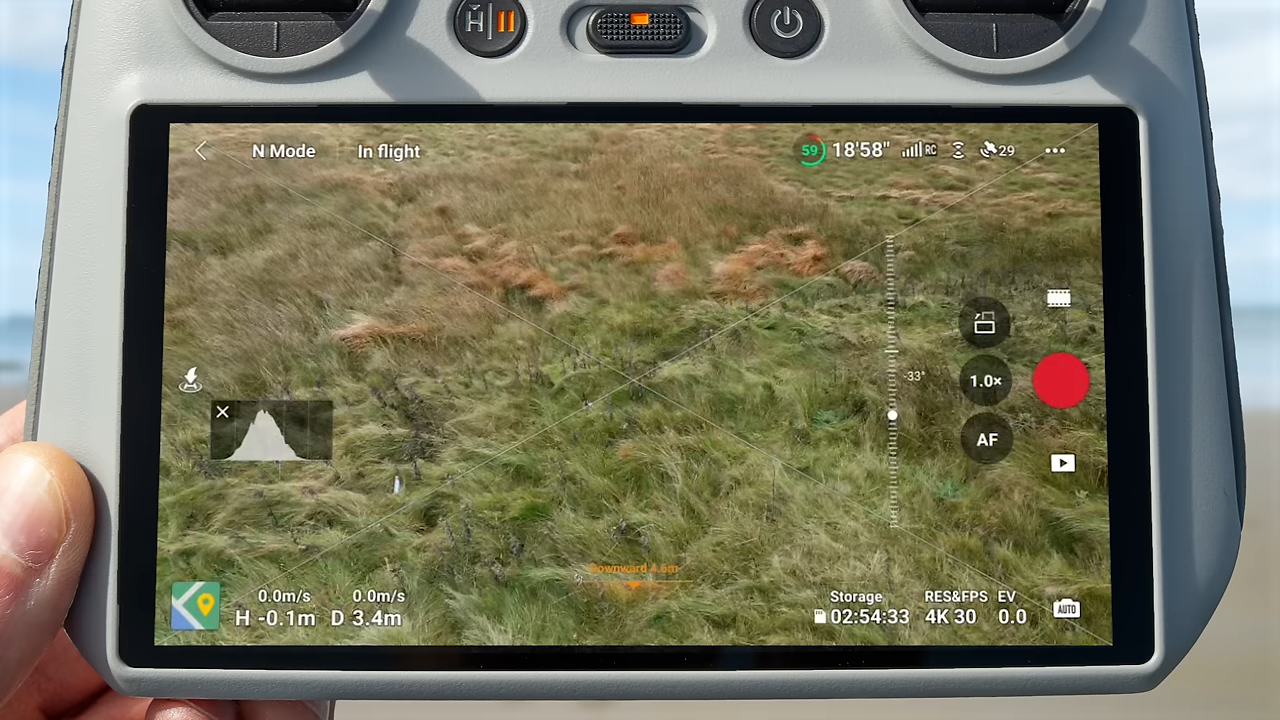 H
N Mode
In flight
59
18'58"
RC
29
-33°
1.0×
AF
Downward 4.6m
0.0m/s
0.0m/s
H -0.1m
D 3.4m
Storage
RES&FPS
EV
02:54:33
4K 30
0.0
AUTO